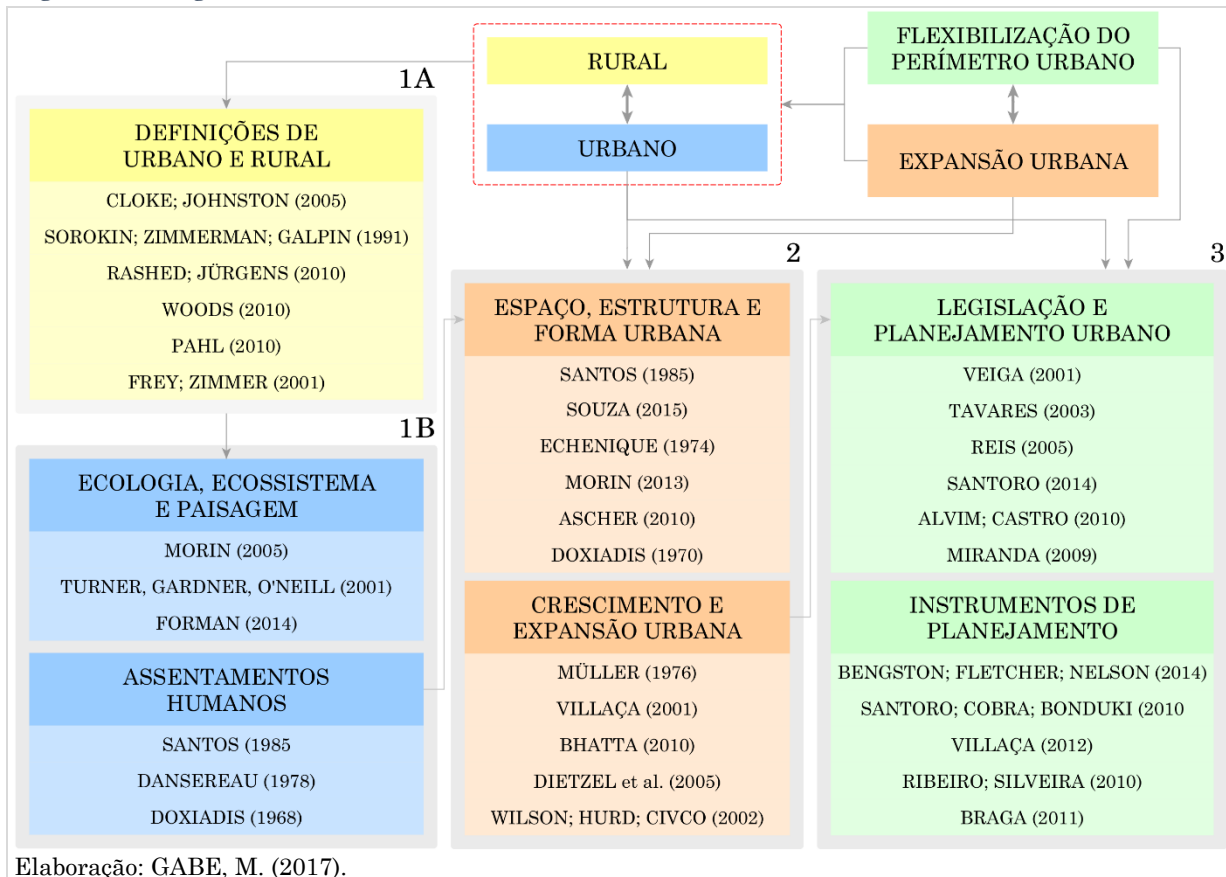 RURAL
URBANO
FLEXIBILIZAÇÃO DO
PERÍMETRO URBANO
EXPANSÃO URBANA
1A
DEFINIÇÕES DE
URBANO E RURAL
CLOKE; JOHNSTON (2005)
SOROKIN; ZIMMERMAN; GALPIN (1991)
RASHED; JÜRGENS (2010)
WOODS (2010)
PAHL (2010)
FREY; ZIMMER (2001)
1B
ECOLOGIA, ECOSSISTEMA
E PAISAGEM
MORIN (2005)
TURNER, GARDNER, O'NEILL (2001)
FORMAN (2014)
ASSENTAMENTOS
HUMANOS
SANTOS (1985
DANSEREAU (1978)
DOXIADIS (1968)
2
ESPAÇO, ESTRUTURA E
FORMA URBANA
SANTOS (1985)
SOUZA (2015)
ECHENIQUE (1974)
MORIN (2013)
ASCHER (2010)
DOXIADIS (1970)
CRESCIMENTO E
EXPANSÃO URBANA
MÜLLER (1976)
VILLAÇA (2001)
BHATTA (2010)
DIETZEL et al. (2005)
WILSON; HURD; CIVCO (2002)
3
LEGISLAÇÃO E
PLANEJAMENTO URBANO
VEIGA (2001)
TAVARES (2003)
REIS (2005)
SANTORO (2014)
ALVIM; CASTRO (2010)
MIRANDA (2009)
INSTRUMENTOS DE
PLANEJAMENTO
BENGSTON; FLETCHER; NELSON (2014)
SANTORO; COBRA; BONDUKI (2010
VILLAÇA (2012)
RIBEIRO; SILVEIRA (2010)
BRAGA (2011)
Elaboração: GABE, M. (2017).